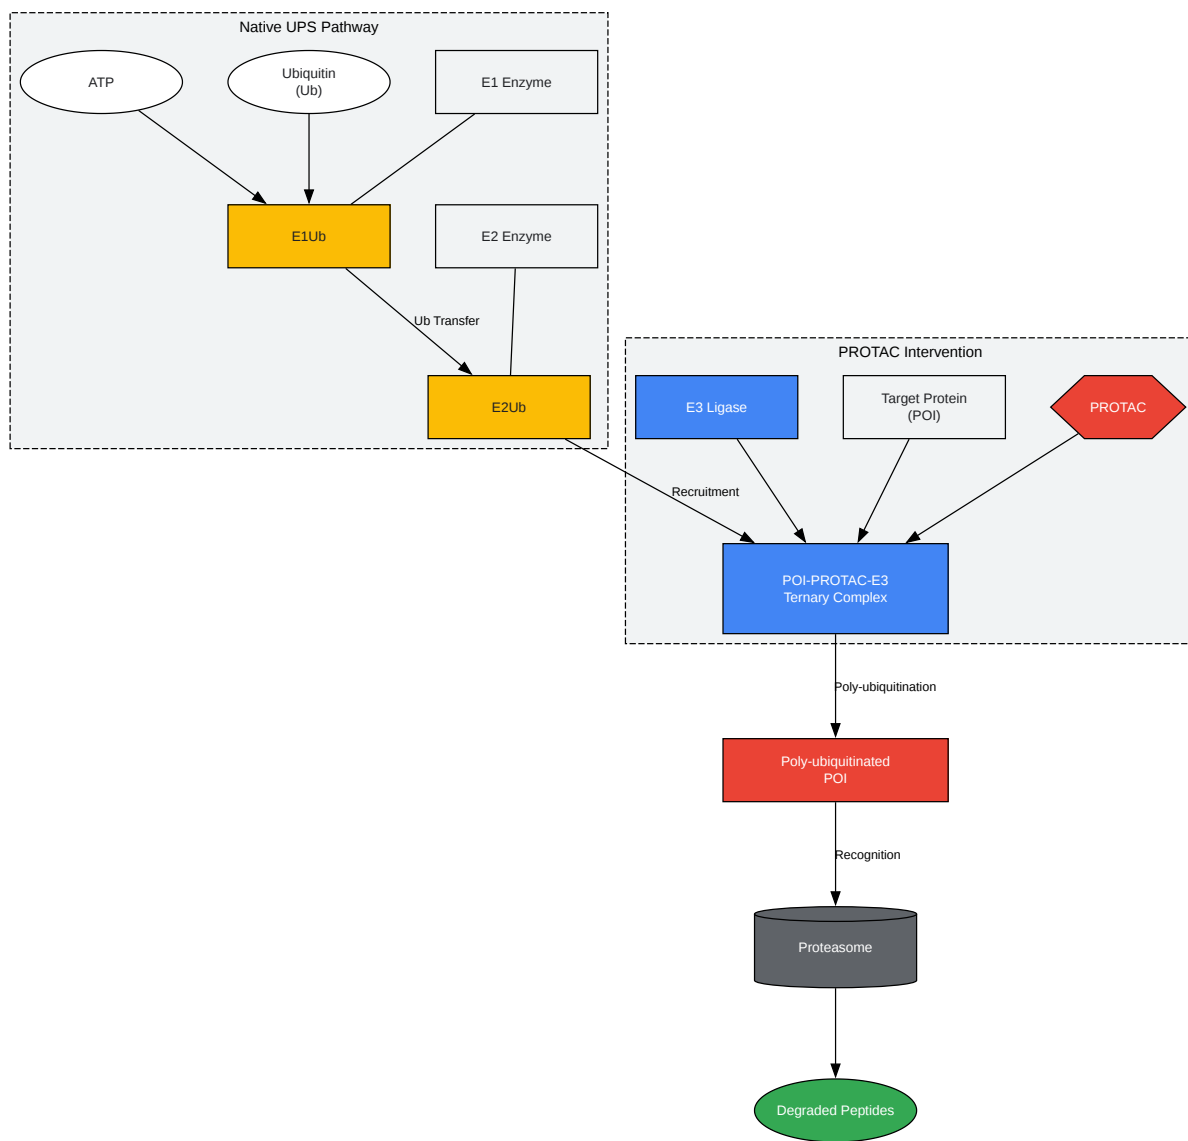 Native UPS Pathway
ATP
Ubiquitin
(Ub)
E1 Enzyme
E1Ub
E2 Enzyme
Ub Transfer
E2Ub
PROTAC Intervention
E3 Ligase
Target Protein
(POI)
PROTAC
Recruitment
POI-PROTAC-E3
Ternary Complex
Poly-ubiquitination
Poly-ubiquitinated
POI
Recognition
Proteasome
Degraded Peptides